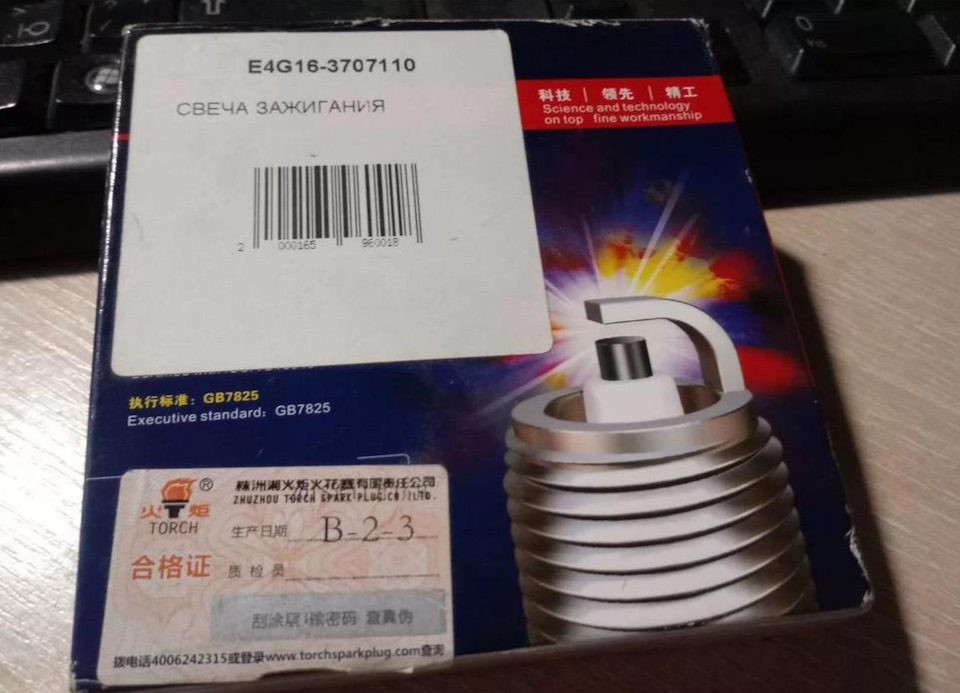 E4G16-3707110
СВЕЧА ЗАЖИГАНИЯ
2 000165 960018
科技 | 领先 | 精工
Science and technology
on top fine workmanship
执行标准：GB7825
Executive standard: GB7825
株洲湘火炬火花塞有限责任公司
ZHUZHOU TORCH SPARK PLUG CO., LTD.
火炬®
TORCH
生产日期 B-2-3
合格证
质检员
刮涂层 输密码 查真伪
拨电话4006242315或登录www.torchsparkplug.com查询